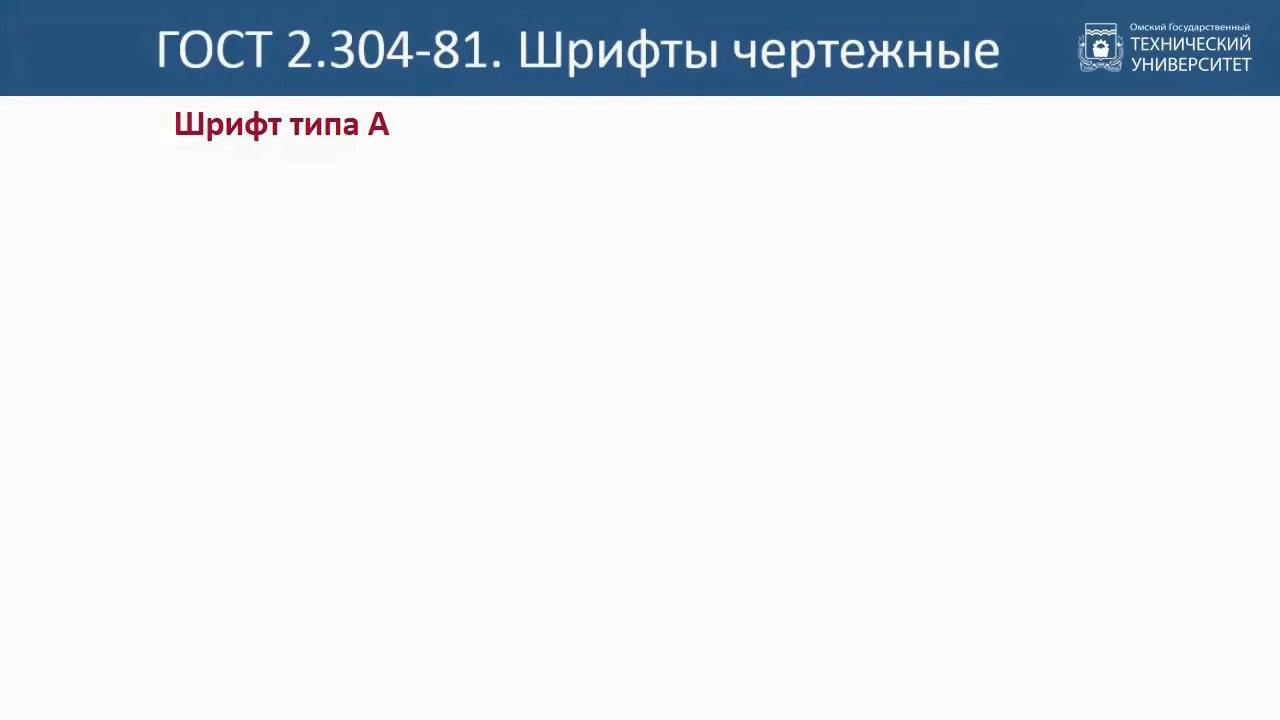 ГОСТ 2.304-81. Шрифты чертежные
Омский Государственный
ТЕХНИЧЕСКИЙ
УНИВЕРСИТЕТ
Шрифт типа А